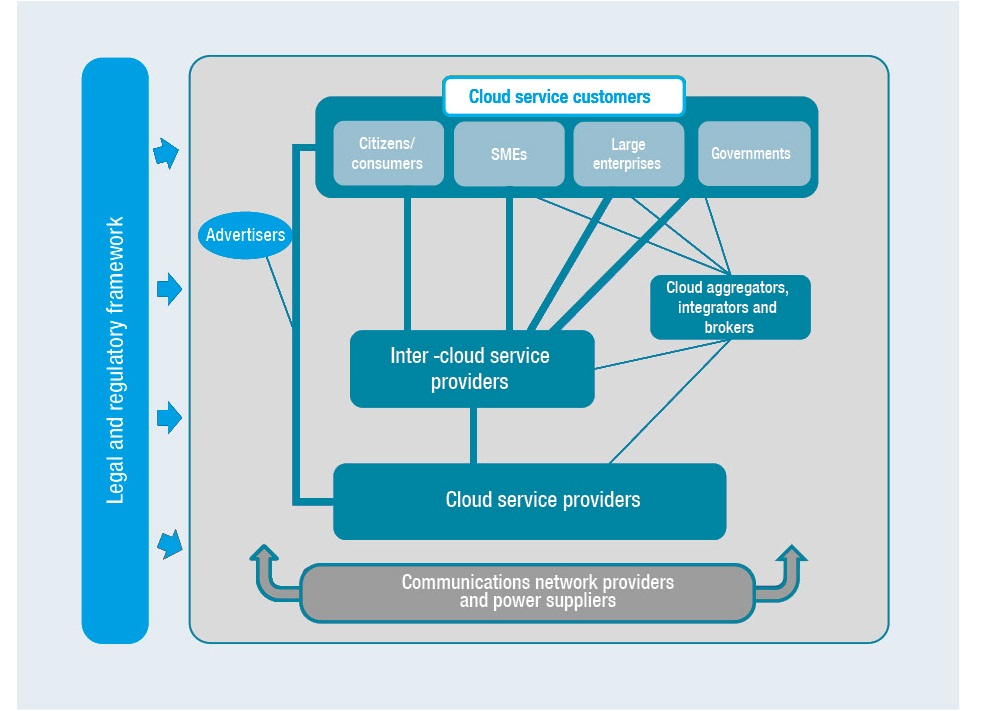 Cloud service customers
Citizens/
consumers
SMEs
Large
enterprises
Governments
Advertisers
Legal and regulatory framework
Cloud aggregators,
integrators and
brokers
Inter -cloud service
providers
Cloud service providers
Communications network providers
and power suppliers